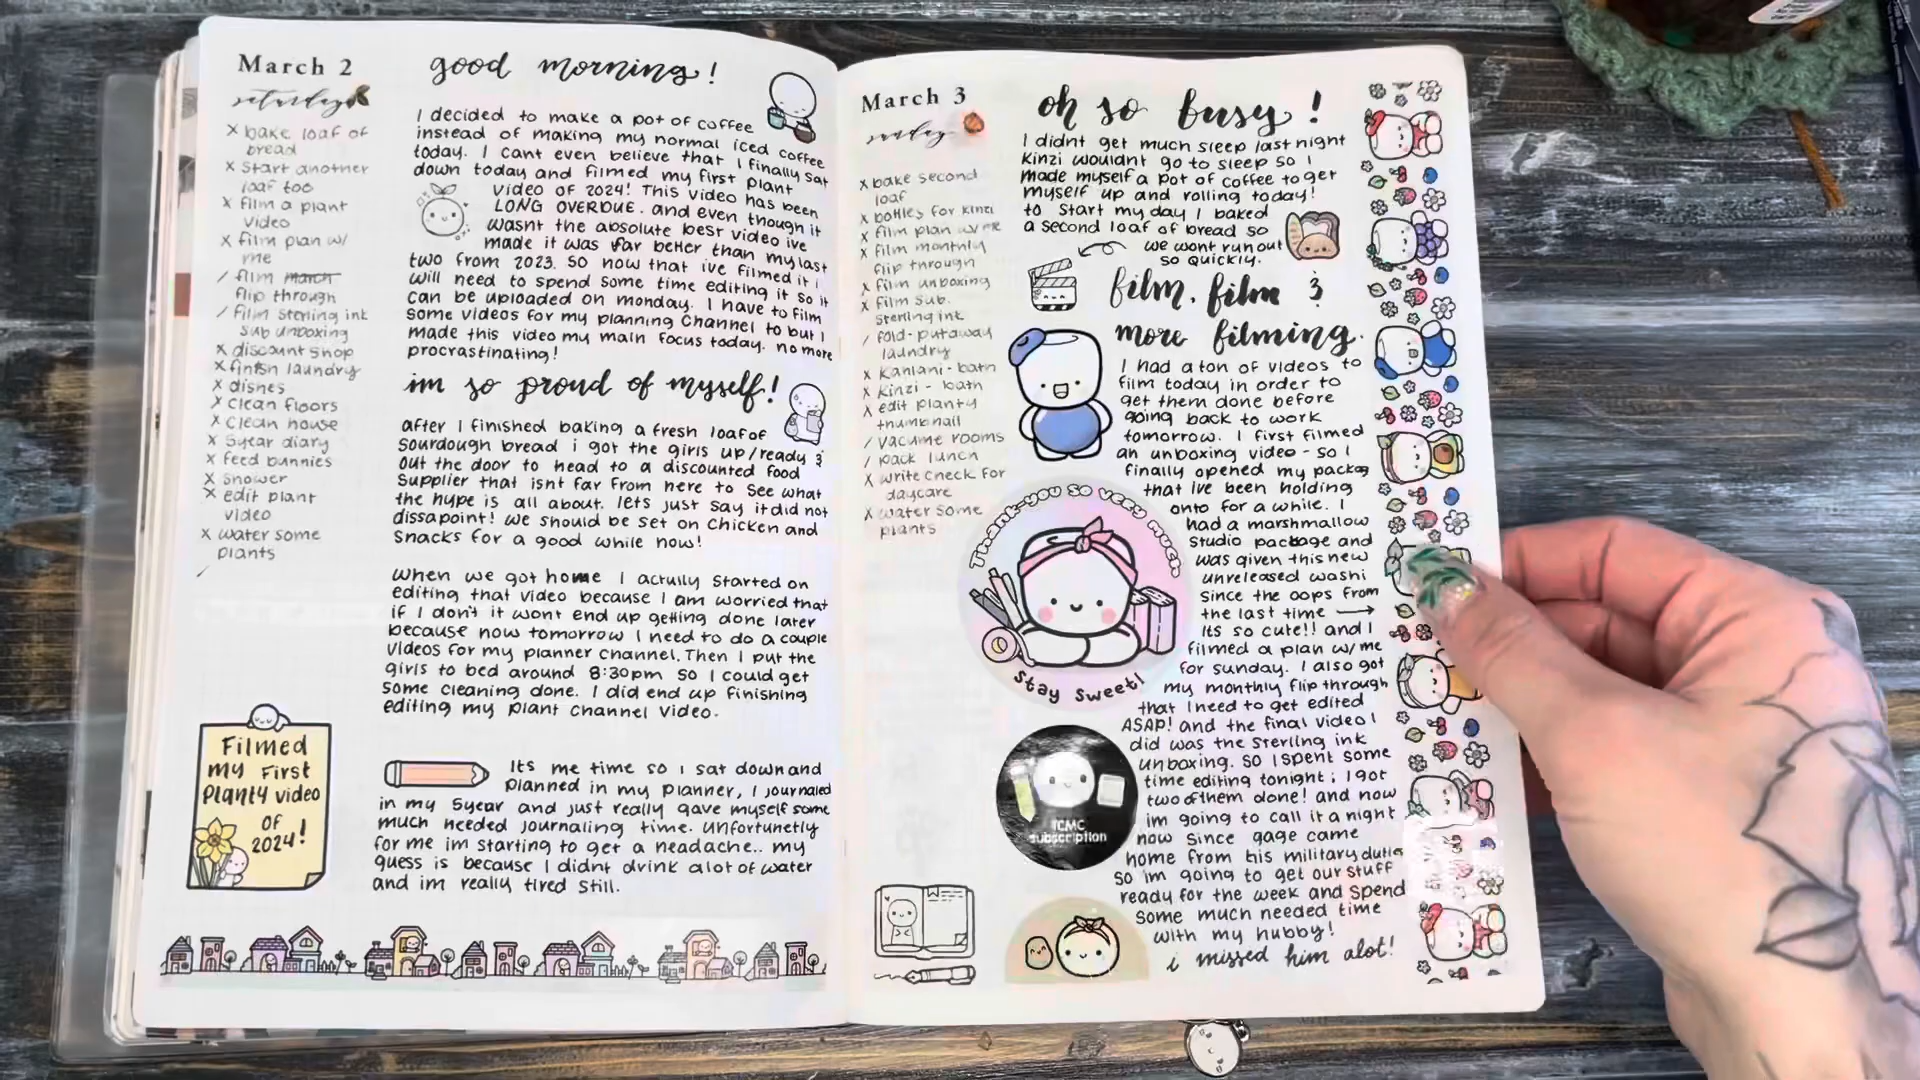 March 2
saturday
x bake loaf of
bread
x start another
loaf too
x film a plant
video
x film plan w/
me
/ film march
flip through
/ film sterling ink
sub unboxing
x discount shop
x finish laundry
x dishes
x clean floors
x clean house
x 5year diary
x feed bunnies
x shower
x edit plant
video
x water some
plants
/
Filmed
my First
Planty video
of
2024!
good morning!
I decided to make a pot of coffee
instead of making my normal iced coffee
today. I cant even believe that I finally sat
down today and filmed my first plant
video of 2024! This video has been
LONG OVERDUE. and even though it
wasnt the absolute best video ive
made it was far better than my last
two from 2023. So now that ive filmed it i
will need to spend some time editing it so it
can be uploaded on monday. I have to film
some videos for my planning channel to but I
made this video my main focus today. no more
procrastinating!
im so proud of myself!
after I finished baking a fresh loaf of
sourdough bread i got the girls up/ready &
out the door to head to a discounted food
supplier that isnt far from here to see what
the hype is all about. lets just say it did not
dissapoint! we should be set on chicken and
snacks for a good while now!
When we got home I actully started on
editing that video because I am worried that
if I don't it wont end up getting done later
because now tomorrow I need to do a couple
videos for my planner channel. Then I put the
girls to bed around 8:30pm so I could get
some cleaning done. I did end up finishing
editing my plant channel video.
Its me time so i sat down and
planned in my planner, I journaled
in my 5year and just really gave myself some
much needed journaling time. unfortunetly
for me im starting to get a headache.. my
guess is because I didnt drink alot of water
and im really tired still.
March 3
sunday
x bake second
loaf
x bottles for kinzi
x film plan w/ me
x film monthly
flip through
x film unboxing
x film sub.
sterling ink
/ fold-putaway
laundry
x Kanlani-bath
x kinzi - bath
x edit planty
thumbnail
/ vacume rooms
/ pack lunch
x write check for
daycare
x water some
plants
oh so busy!
I didnt get much sleep last night
Kinzi wouldnt go to sleep so I
made myself a pot of coffee to get
myself up and rolling today!
to start my day I baked
a second loaf of bread so
we wont run out
so quickly.
film, film &
more filming.
I had a ton of videos to
film today in order to
get them done before
going back to work
tomorrow. I first filmed
an unboxing video - so I
finally opened my packag
that Ive been holding
onto for a while. I
had a marshmallow
studio package and
was given this new
unreleased washi
since the oops from
the last time →
Its so cute!! and I
filmed a plan w/me
for sunday. I also got
my monthly flip through
that I need to get edited
ASAP! and the final video I
did was the sterling ink
unboxing. so I spent some
time editing tonight; I got
two of them done! and now
im going to call it a night
now since gage came
home from his military duties
so im going to get our stuff
ready for the week and spend
some much needed time
with my hubby!
i missed him alot!
Thank-you so very much
Stay sweet!
TCMC
subscription